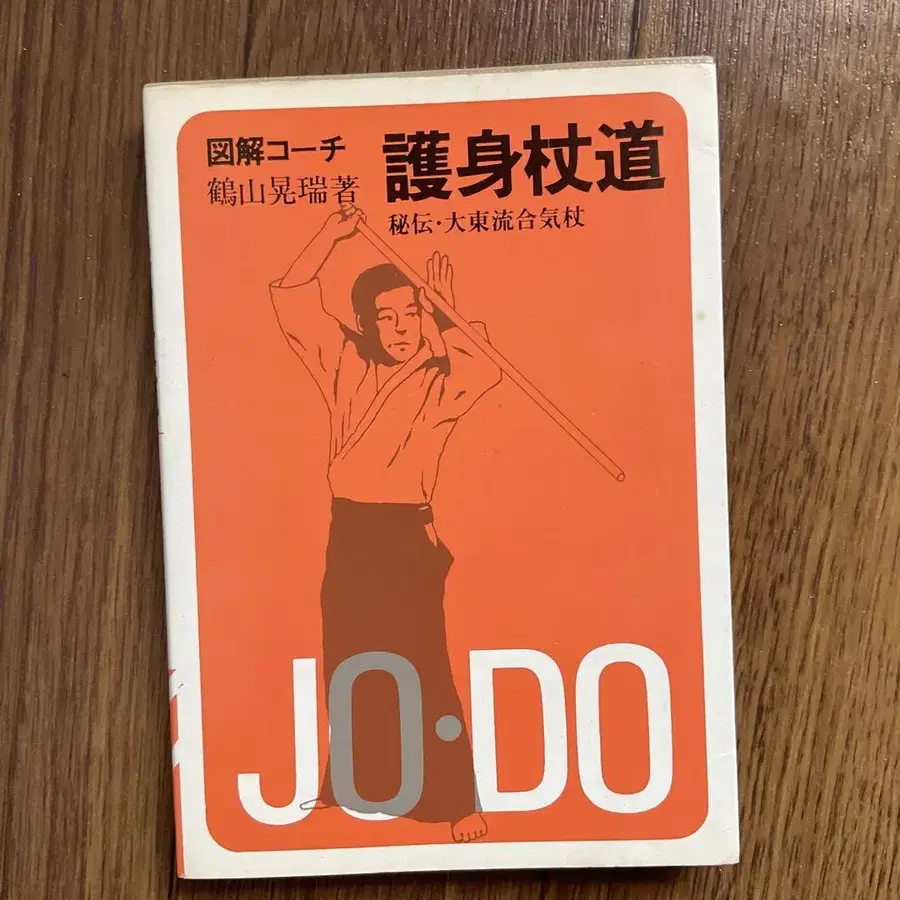 図解コーチ
鶴山晃瑞著
護身杖道
秘伝・大東流合気杖
JO・DO